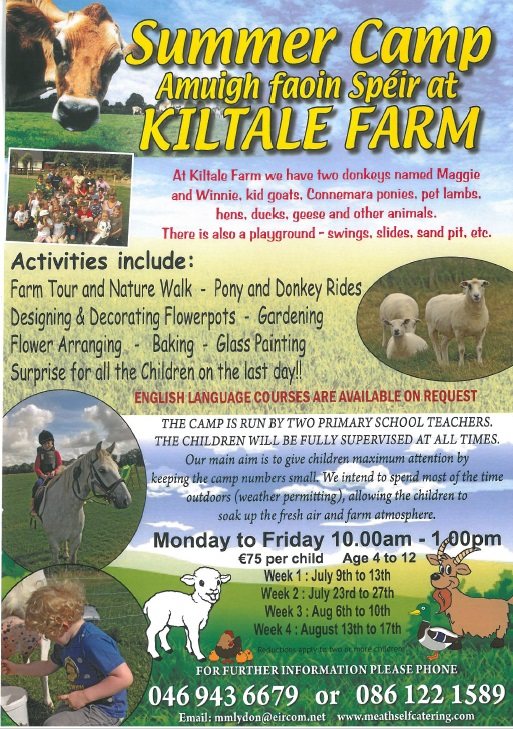 Summer Camp
Amuigh faoin Spéir at
KILTALE FARM
At Kiltale Farm we have two donkeys named Maggie
and Winnie, kid goats, Connemara ponies, pet lambs,
hens, ducks, geese and other animals.
There is also a playground - swings, slides, sand pit, etc.
Activities include:
Farm Tour and Nature Walk - Pony and Donkey Rides
Designing & Decorating Flowerpots - Gardening
Flower Arranging - Baking - Glass Painting
Surprise for all the Children on the last day!!
ENGLISH LANGUAGE COURSES ARE AVAILABLE ON REQUEST
THE CAMP IS RUN BY TWO PRIMARY SCHOOL TEACHERS.
THE CHILDREN WILL BE FULLY SUPERVISED AT ALL TIMES.
Our main aim is to give children maximum attention by
keeping the camp numbers small. We intend to spend most of the time
outdoors (weather permitting), allowing the children to
soak up the fresh air and farm atmosphere.
Monday to Friday 10.00am - 1.00pm
€75 per child Age 4 to 12
Week 1 : July 9th to 13th
Week 2 : July 23rd to 27th
Week 3 : Aug 6th to 10th
Week 4 : August 13th to 17th
Reductions apply to two or more children
FOR FURTHER INFORMATION PLEASE PHONE
046 943 6679 or 086 122 1589
Email: mmlydon@eircom.net www.meathselfcatering.com